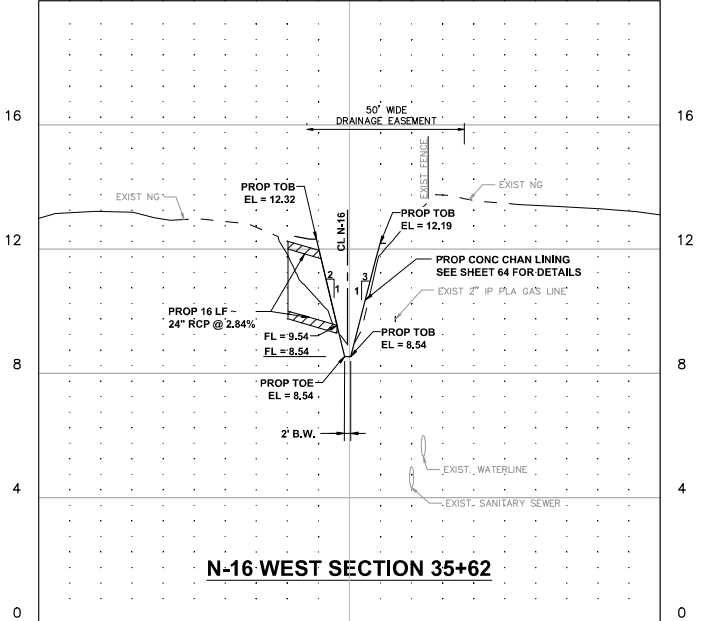 50' WIDE
DRAINAGE EASEMENT
16
16
EXIST FENCE
EXIST NG
PROP TOB
EL = 12.32
EXIST NG
CL N-16
PROP TOB
EL = 12.19
12
12
PROP CONC CHAN LINING
SEE SHEET 64 FOR DETAILS
2
1
3
1
EXIST 2" IP FLA GAS LINE
PROP 16 LF ~
24" RCP @ 2.84%
FL = 9.54
FL = 8.54
PROP TOB
EL = 8.54
8
8
PROP TOE
EL = 8.54
2' B.W.
EXIST. WATERLINE
4
4
EXIST. SANITARY SEWER
N-16 WEST SECTION 35+62
0
0